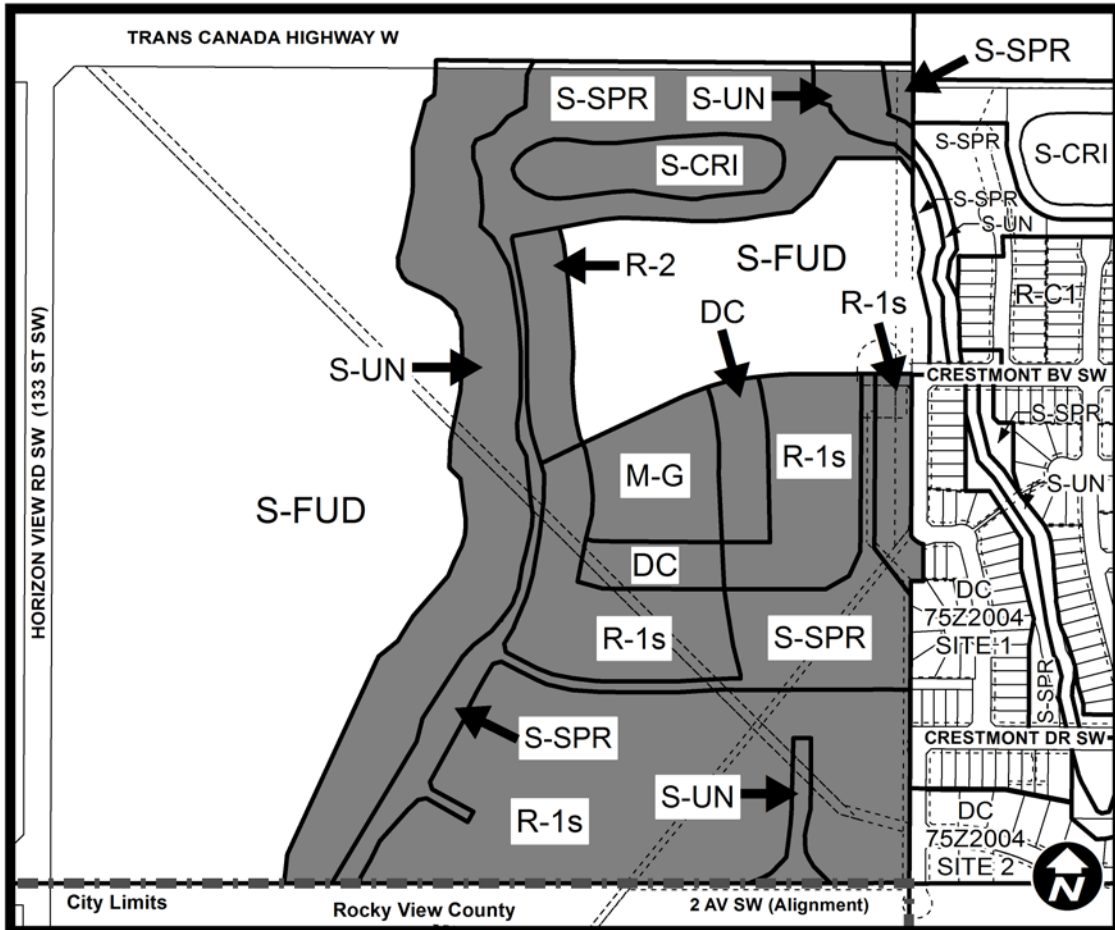 TRANS CANADA HIGHWAY W
S-SPR
S-SPR
S-UN
S-SPR
S-CRI
S-CRI
S-SPR
S-UN
R-2
S-FUD
R-1s
R-C1
DC
S-UN
CRESTMONT BV SW
HORIZON VIEW RD SW (133 ST SW)
S-SPR
R-1s
M-G
S-UN
S-FUD
DC
DC
75Z2004
SITE 1
R-1s
S-SPR
S-SPR
S-SPR
CRESTMONT DR SW
S-UN
R-1s
DC
75Z2004
SITE 2
N
City Limits
Rocky View County
2 AV SW (Alignment)